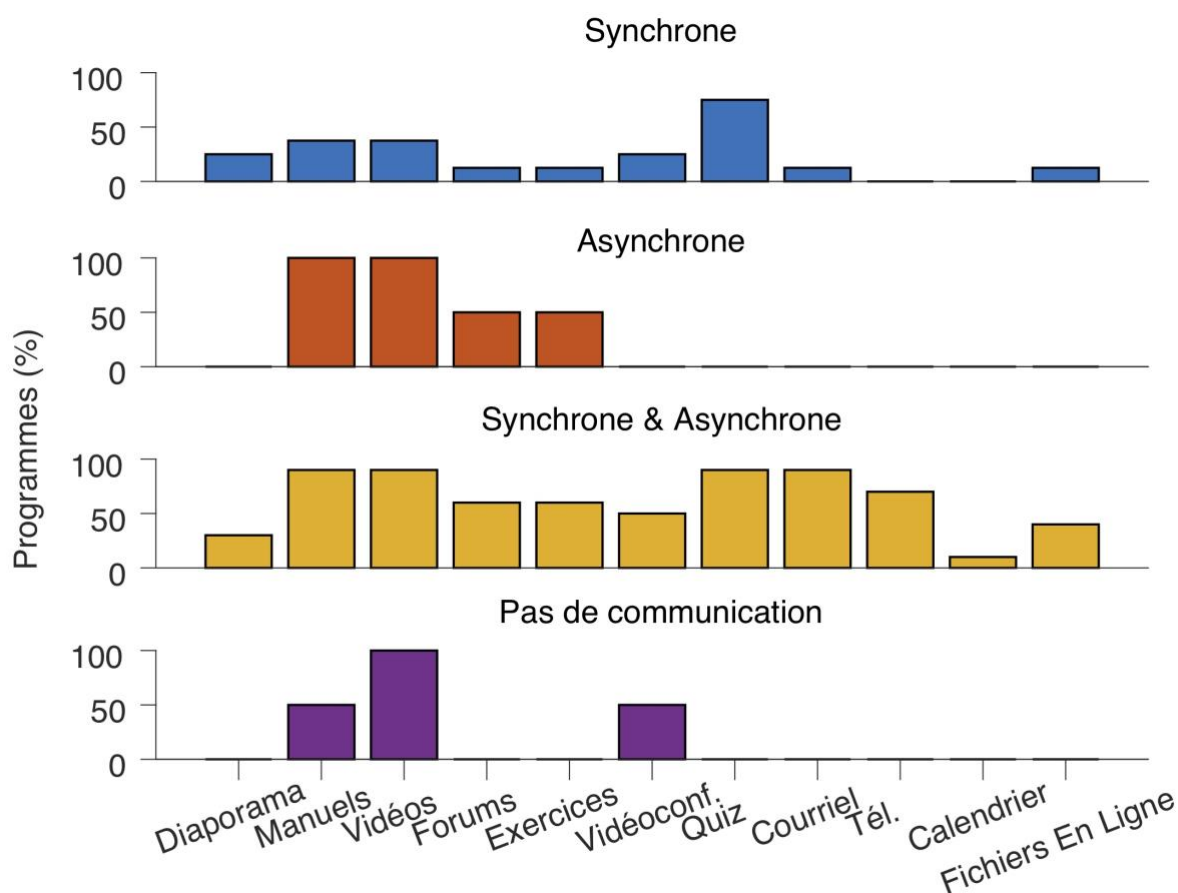 Synchrone
100
50
0
Asynchrone
100
50
0
Programmes (%)
Synchrone & Asynchrone
100
50
0
Pas de communication
100
50
0
Diaporama
Manuels
Vidéos
Forums
Exercices
Vidéoconf.
Quiz
Courriel
Tél.
Calendrier
Fichiers En Ligne